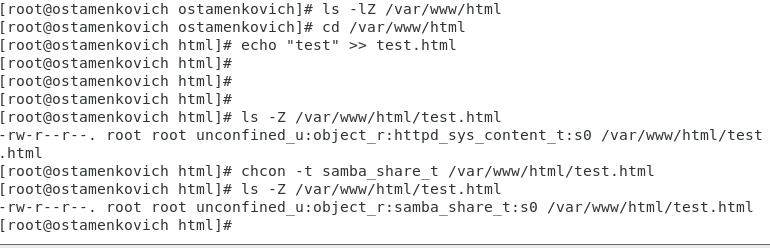 [root@ostamenkovich ostamenkovich]# ls -lZ /var/www/html
[root@ostamenkovich ostamenkovich]# cd /var/www/html
[root@ostamenkovich html]# echo "test" >> test.html
[root@ostamenkovich html]#
[root@ostamenkovich html]#
[root@ostamenkovich html]#
[root@ostamenkovich html]# ls -Z /var/www/html/test.html
-rw-r--r--. root root unconfined_u:object_r:httpd_sys_content_t:s0 /var/www/html/test
.html
[root@ostamenkovich html]# chcon -t samba_share_t /var/www/html/test.html
[root@ostamenkovich html]# ls -Z /var/www/html/test.html
-rw-r--r--. root root unconfined_u:object_r:samba_share_t:s0 /var/www/html/test.html
[root@ostamenkovich html]#